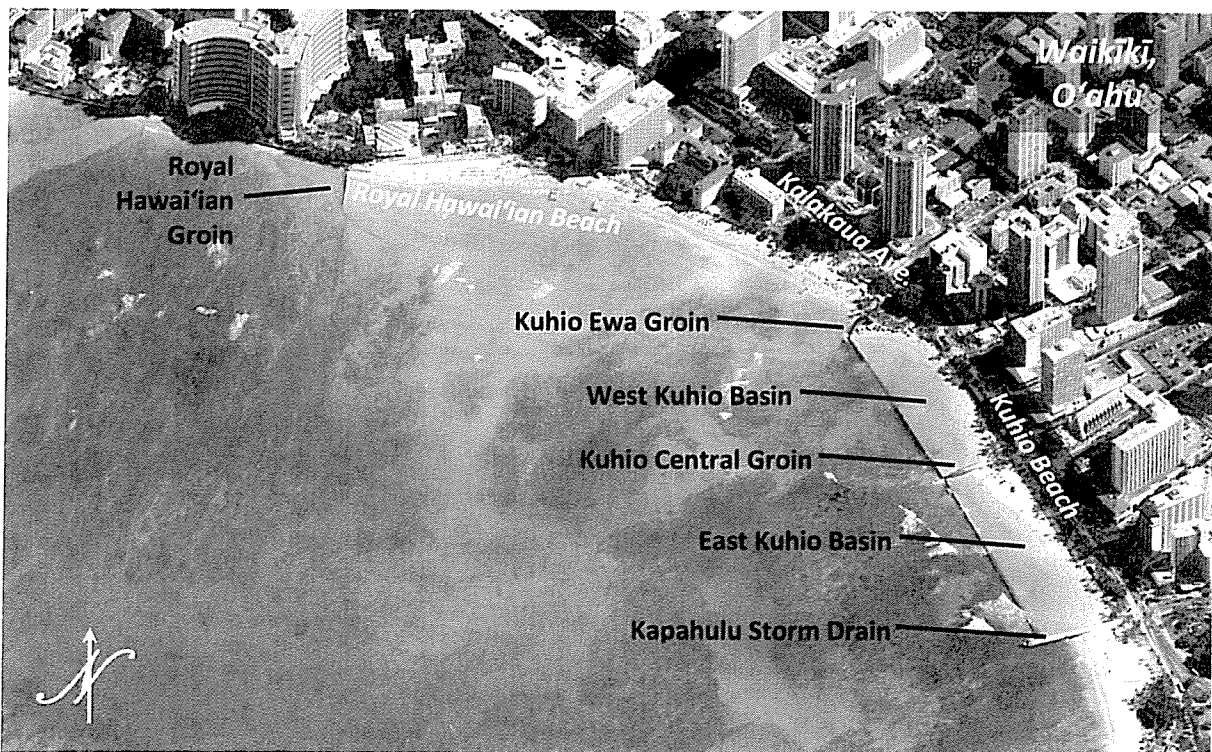 Waikīkī,
Oʻahu
Royal
Hawaiʻian
Groin
Royal Hawaiʻian Beach
Kalakaua Ave.
Kuhio Ewa Groin
West Kuhio Basin
Kuhio Beach
Kuhio Central Groin
East Kuhio Basin
Kapahulu Storm Drain
N